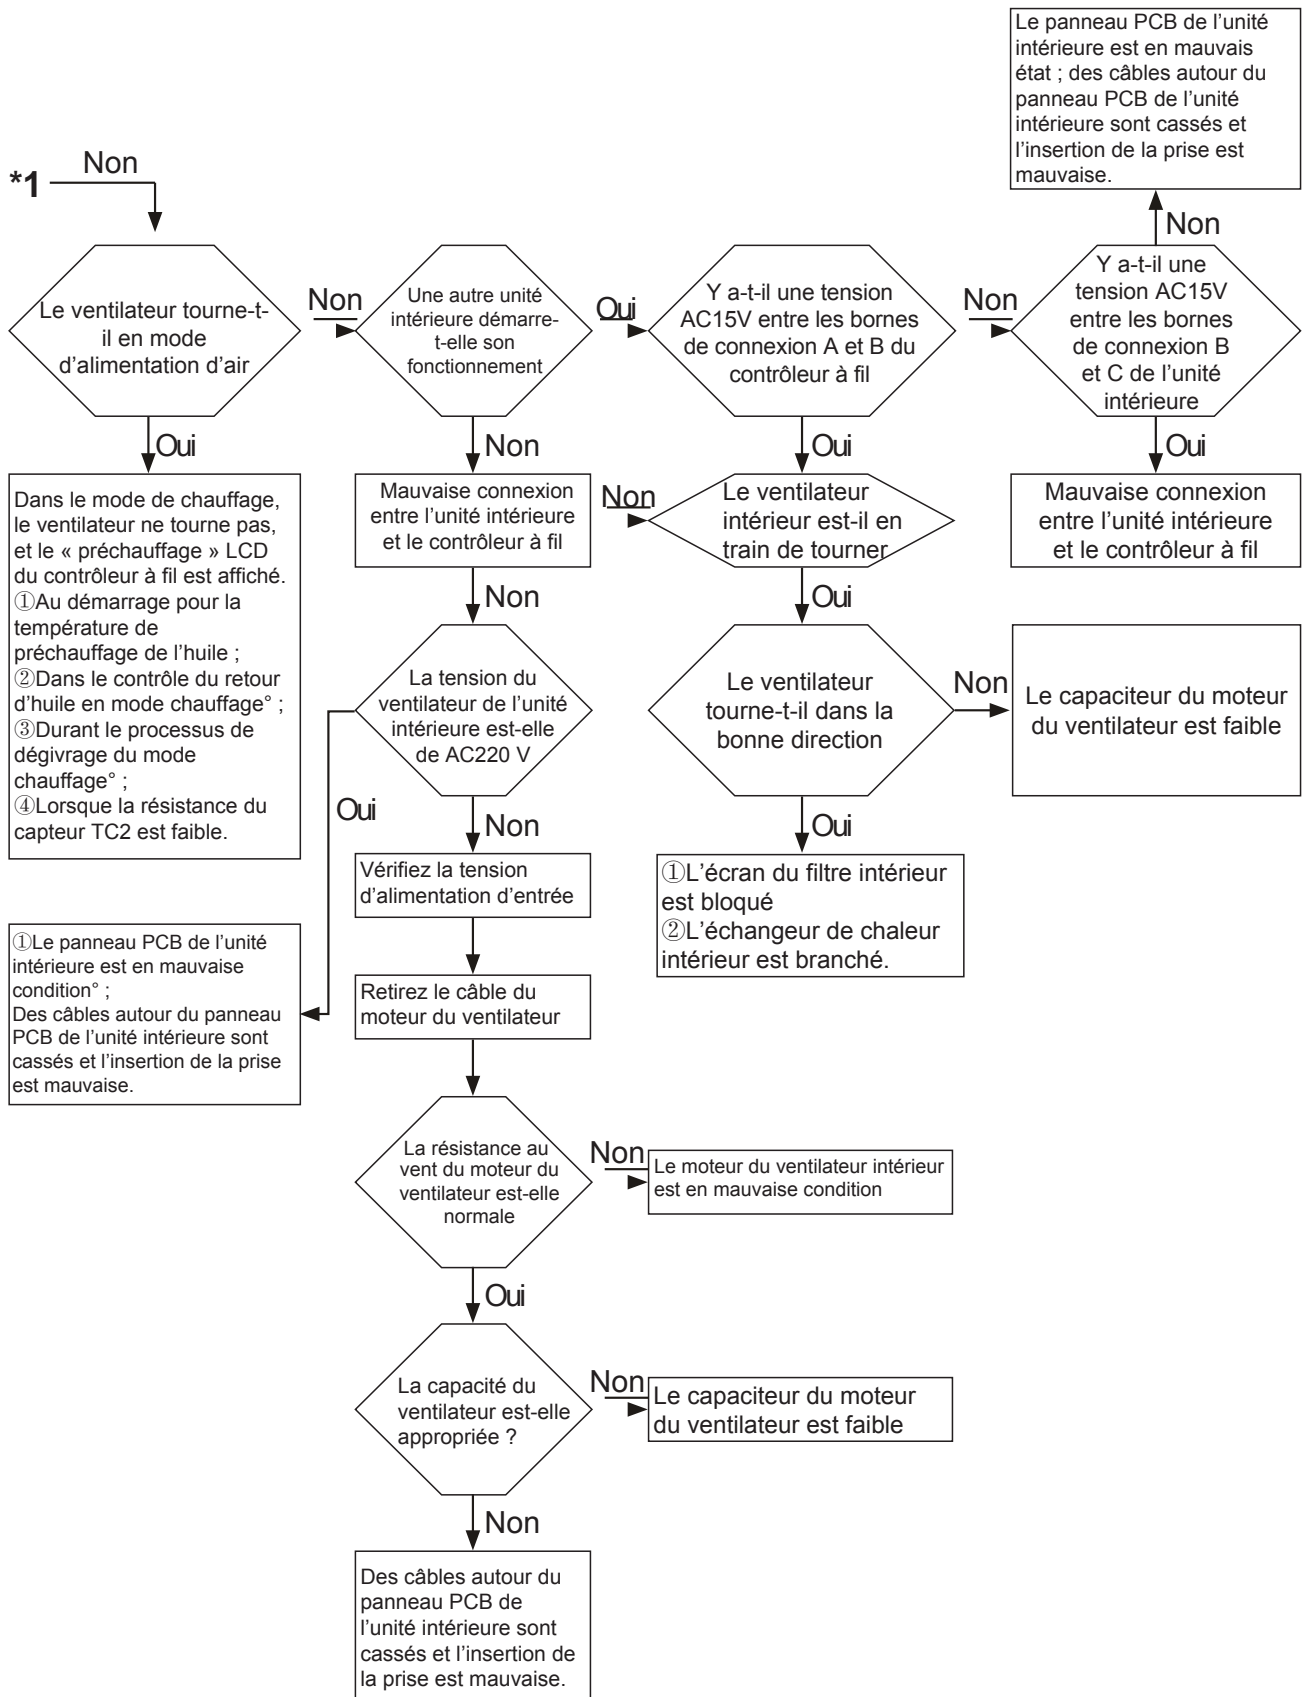 Le panneau PCB de l'unité
intérieure est en mauvais
état ; des câbles autour du
panneau PCB de l'unité
intérieure sont cassés et
l'insertion de la prise est
mauvaise.
*1
Non
Non
Le ventilateur tourne-t-
il en mode
d'alimentation d'air
Non
Une autre unité
intérieure démarre-
t-elle son
fonctionnement
Oui
Y a-t-il une tension
AC15V entre les bornes
de connexion A et B du
contrôleur à fil
Non
Y a-t-il une
tension AC15V
entre les bornes
de connexion B
et C de l'unité
intérieure
Oui
Non
Oui
Oui
Dans le mode de chauffage,
le ventilateur ne tourne pas,
et le « préchauffage » LCD
du contrôleur à fil est affiché.
①Au démarrage pour la
température de
préchauffage de l'huile ;
②Dans le contrôle du retour
d'huile en mode chauffage° ;
③Durant le processus de
dégivrage du mode
chauffage° ;
④Lorsque la résistance du
capteur TC2 est faible.
Mauvaise connexion
entre l'unité intérieure
et le contrôleur à fil
Non
Le ventilateur
intérieur est-il en
train de tourner
Mauvaise connexion
entre l'unité intérieure
et le contrôleur à fil
Non
Oui
La tension du
ventilateur de l'unité
intérieure est-elle
de AC220 V
Le ventilateur
tourne-t-il dans la
bonne direction
Non
Le capaciteur du moteur
du ventilateur est faible
Oui
Non
Oui
Vérifiez la tension
d'alimentation d'entrée
①L'écran du filtre intérieur
est bloqué
②L'échangeur de chaleur
intérieur est branché.
①Le panneau PCB de l'unité
intérieure est en mauvaise
condition° ;
Des câbles autour du panneau
PCB de l'unité intérieure sont
cassés et l'insertion de la prise
est mauvaise.
Retirez le câble du
moteur du ventilateur
La résistance au
vent du moteur du
ventilateur est-elle
normale
Non
Le moteur du ventilateur intérieur
est en mauvaise condition
Oui
La capacité du
ventilateur est-elle
appropriée ?
Non
Le capaciteur du moteur
du ventilateur est faible
Non
Des câbles autour du
panneau PCB de
l'unité intérieure sont
cassés et l'insertion de
la prise est mauvaise.